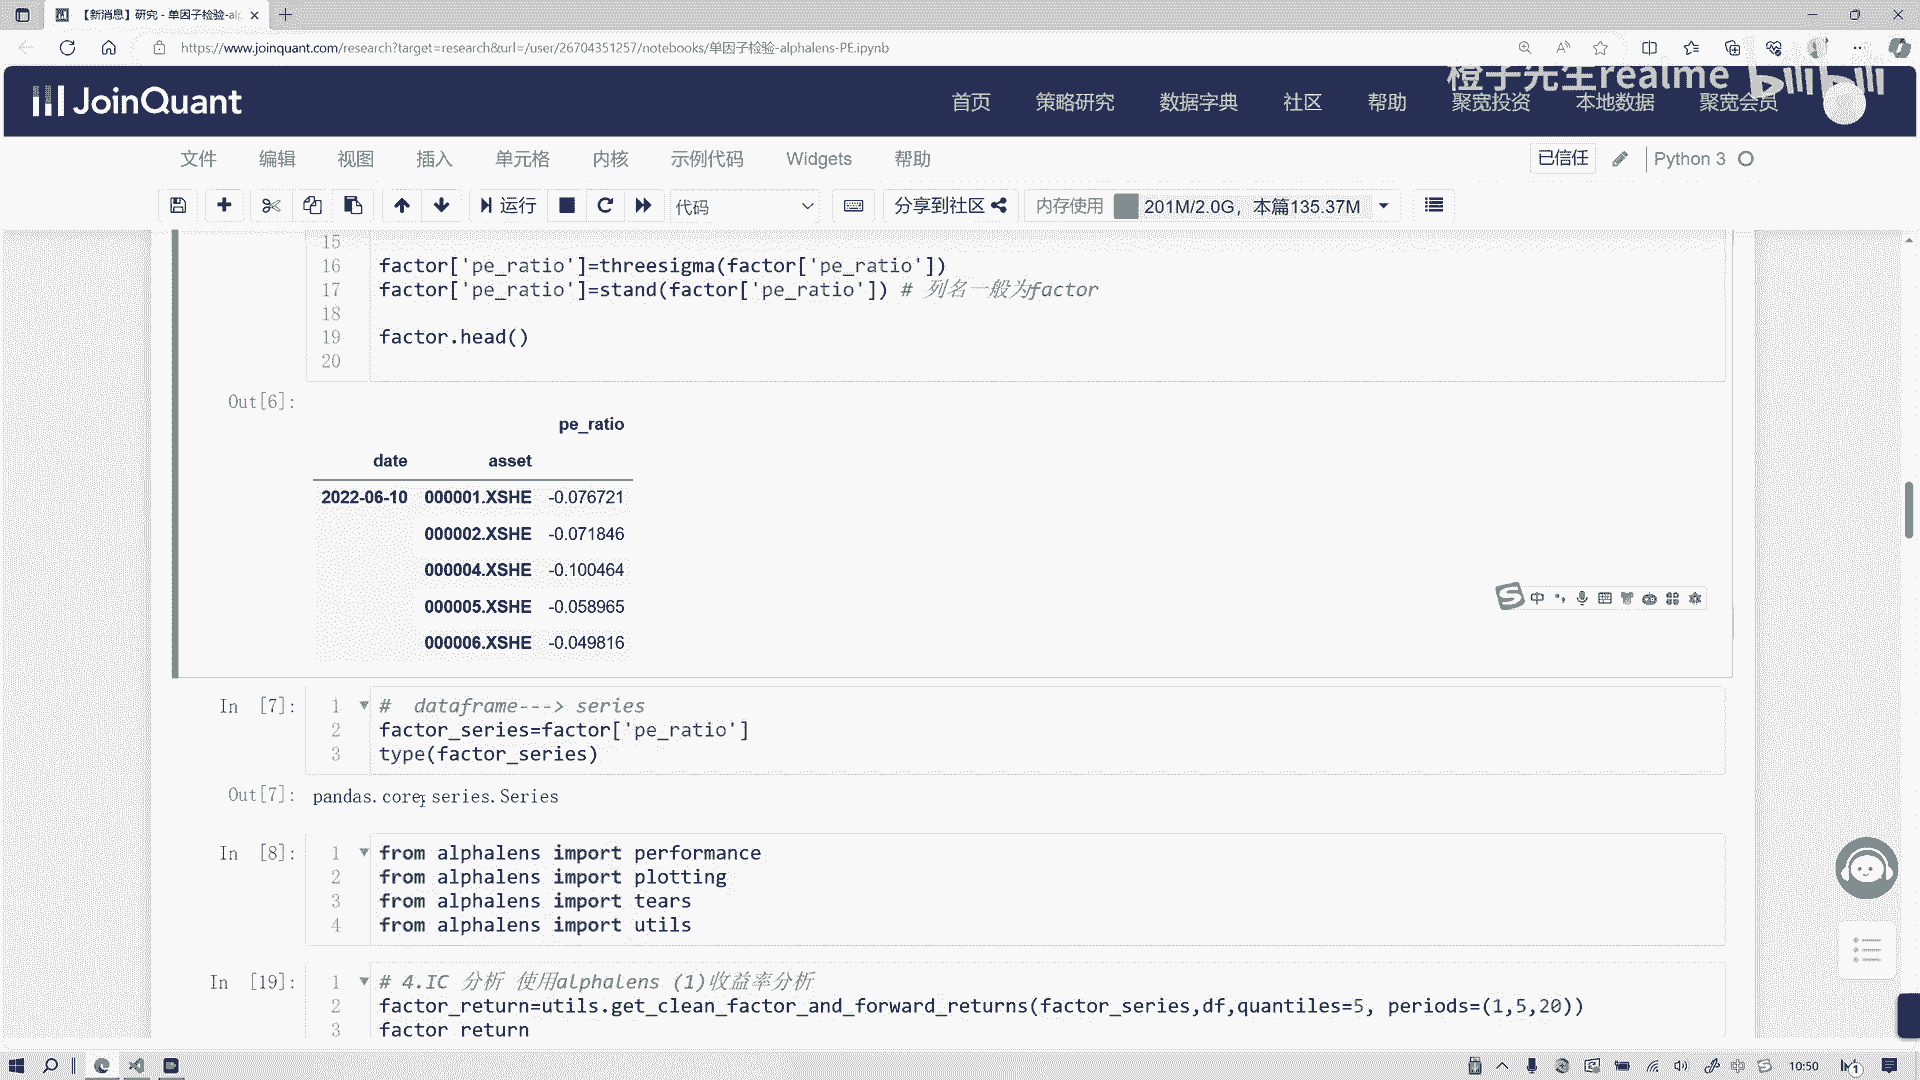 【新消息】研究 - 单因子检验-al
https://www.joinquant.com/research?target=research&url=/user/26704351257/notebooks/单因子检验-alphalens-PE.ipynb
橙子先生realme bilibili
JoinQuant
首页 策略研究 数据字典 社区 帮助 聚宽投资 本地数据 聚宽会员
文件 编辑 视图 插入 单元格 内核 示例代码 Widgets 帮助 已信任 Python 3
运行 代码 分享到社区 内存使用 201M/2.0G，本篇135.37M
15
16 factor['pe_ratio']=threesigma(factor['pe_ratio'])
17 factor['pe_ratio']=stand(factor['pe_ratio']) # 列名一般为factor
18
19 factor.head()
20
Out[6]:
pe_ratio
date asset
2022-06-10 000001.XSHE -0.076721
000002.XSHE -0.071846
000004.XSHE -0.100464
000005.XSHE -0.058965
000006.XSHE -0.049816
中
In [7]: 1 # dataframe---> series
2 factor_series=factor['pe_ratio']
3 type(factor_series)
Out[7]: pandas.core.series.Series
In [8]: 1 from alphalens import performance
2 from alphalens import plotting
3 from alphalens import tears
4 from alphalens import utils
In [19]: 1 # 4.IC 分析 使用alphalens (1)收益率分析
2 factor_return=utils.get_clean_factor_and_forward_returns(factor_series,df,quantiles=5, periods=(1,5,20))
3 factor_return
10:50